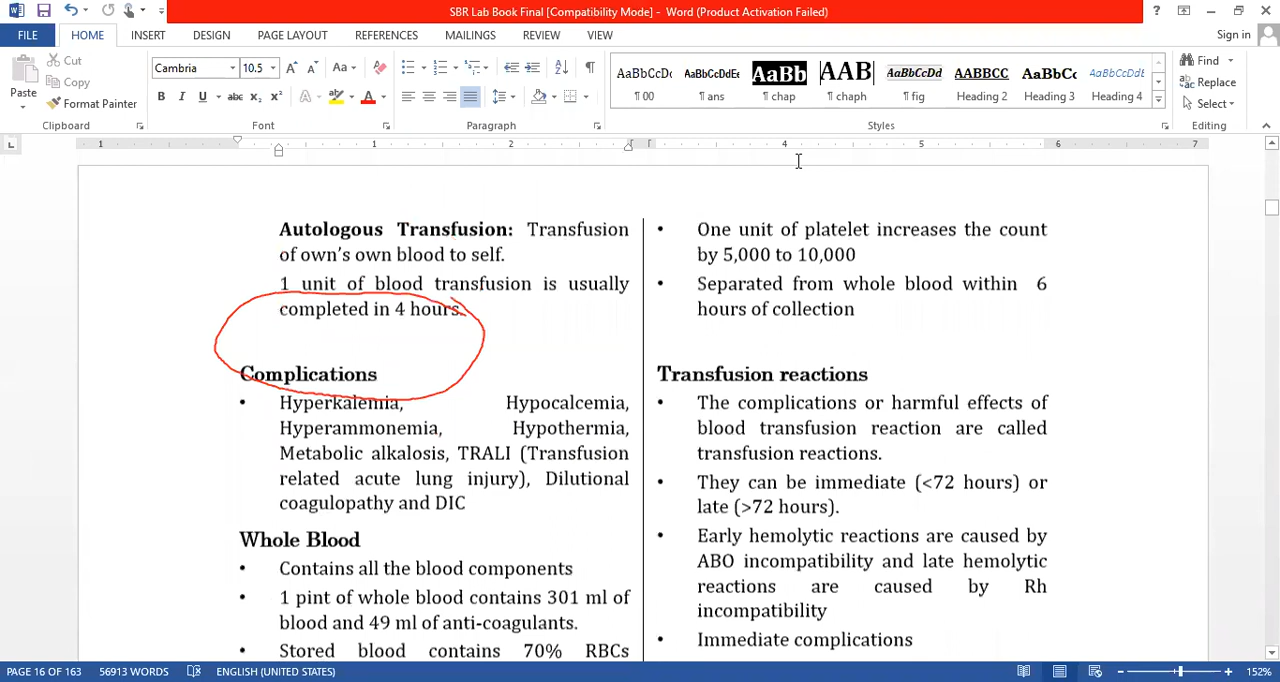 SBR Lab Book Final [Compatibility Mode] - Word (Product Activation Failed)
FILE HOME INSERT DESIGN PAGE LAYOUT REFERENCES MAILINGS REVIEW VIEW Sign in
Cut
Copy
Format Painter
Paste
Clipboard
Cambria 10.5
Font
Paragraph
AaBbCcDc AaBbCcDdEe AaBb AAB AaBbCcDd AABBCC AaBbCc AaBbCcDdE
¶ 00 ¶ ans ¶ chap ¶ chaph ¶ fig Heading 2 Heading 3 Heading 4
Styles
Find
Replace
Select
Editing
1 1 2 4 5 6 7
Autologous Transfusion: Transfusion
of own's own blood to self.
1 unit of blood transfusion is usually
completed in 4 hours.
Complications
• Hyperkalemia, Hypocalcemia,
Hyperammonemia, Hypothermia,
Metabolic alkalosis, TRALI (Transfusion
related acute lung injury), Dilutional
coagulopathy and DIC
Whole Blood
• Contains all the blood components
• 1 pint of whole blood contains 301 ml of
blood and 49 ml of anti-coagulants.
• Stored blood contains 70% RBCs
• One unit of platelet increases the count
by 5,000 to 10,000
• Separated from whole blood within 6
hours of collection
Transfusion reactions
• The complications or harmful effects of
blood transfusion reaction are called
transfusion reactions.
• They can be immediate (<72 hours) or
late (>72 hours).
• Early hemolytic reactions are caused by
ABO incompatibility and late hemolytic
reactions are caused by Rh
incompatibility
• Immediate complications
PAGE 16 OF 163 56913 WORDS ENGLISH (UNITED STATES) 152%